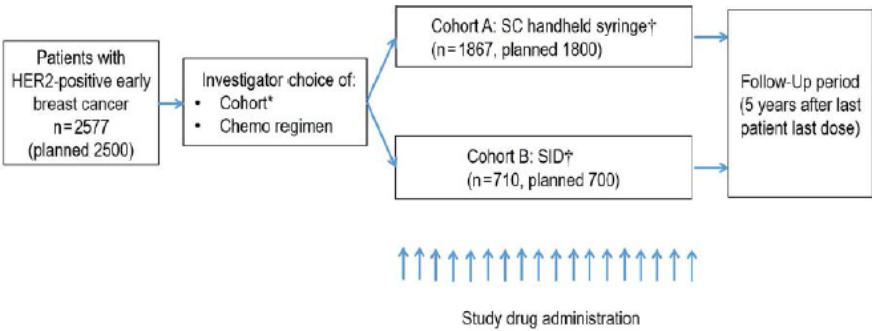 Patients with
HER2-positive early
breast cancer
n=2577
(planned 2500)
Investigator choice of:
• Cohort*
• Chemo regimen
Cohort A: SC handheld syringe†
(n=1867, planned 1800)
Cohort B: SID†
(n=710, planned 700)
Follow-Up period
(5 years after last
patient last dose)
Study drug administration